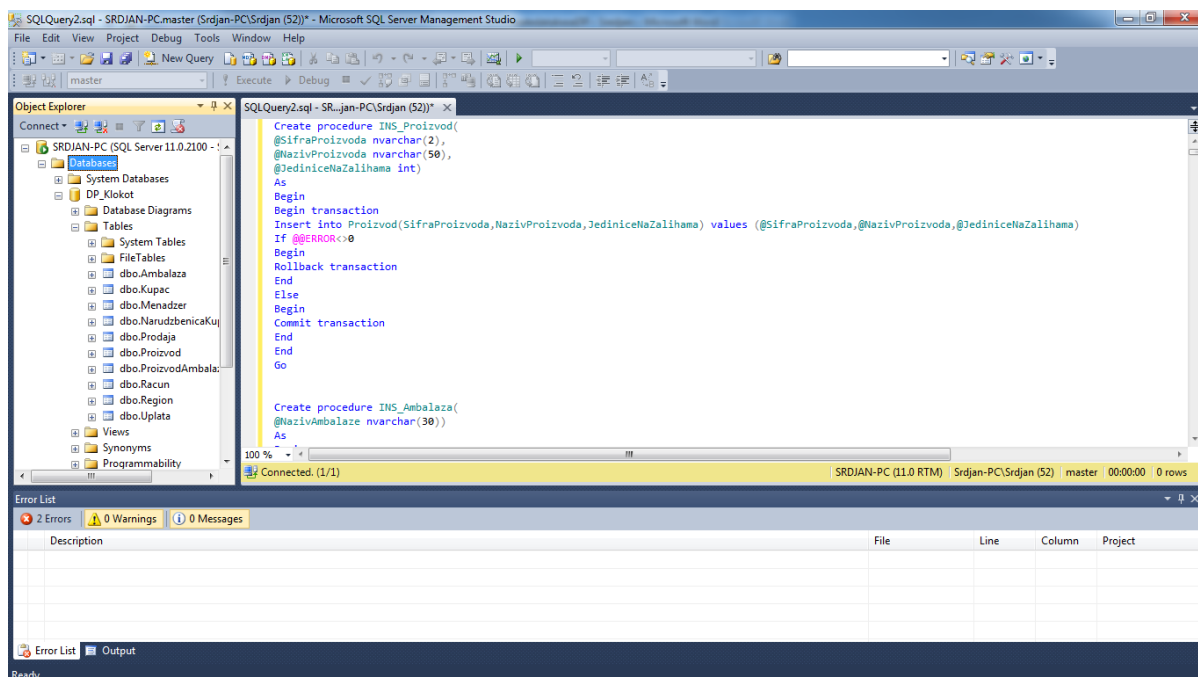 SQLQuery2.sql - SRDJAN-PC.master (Srdjan-PC\Srdjan (52))* - Microsoft SQL Server Management Studio
File Edit View Project Debug Tools Window Help
New Query
master Execute Debug
Object Explorer
Connect
SRDJAN-PC (SQL Server 11.0.2100 -
Databases
System Databases
DP_Klokot
Database Diagrams
Tables
System Tables
FileTables
dbo.Ambalaza
dbo.Kupac
dbo.Menadzer
dbo.NarudzbenicaKu
dbo.Prodaja
dbo.Proizvod
dbo.ProizvodAmbala
dbo.Racun
dbo.Region
dbo.Uplata
Views
Synonyms
Programmability
SQLQuery2.sql - SR...jan-PC\Srdjan (52))*
Create procedure INS_Proizvod(
@SifraProizvoda nvarchar(2),
@NazivProizvoda nvarchar(50),
@JediniceNaZalihama int)
As
Begin
Begin transaction
Insert into Proizvod(SifraProizvoda,NazivProizvoda,JediniceNaZalihama) values (@SifraProizvoda,@NazivProizvoda,@JediniceNaZalihama)
If @@ERROR<>0
Begin
Rollback transaction
End
Else
Begin
Commit transaction
End
End
Go
Create procedure INS_Ambalaza(
@NazivAmbalaze nvarchar(30))
As
100 %
Connected. (1/1) SRDJAN-PC (11.0 RTM) Srdjan-PC\Srdjan (52) master 00:00:00 0 rows
Error List
2 Errors 0 Warnings 0 Messages
Description File Line Column Project
Error List Output
Ready